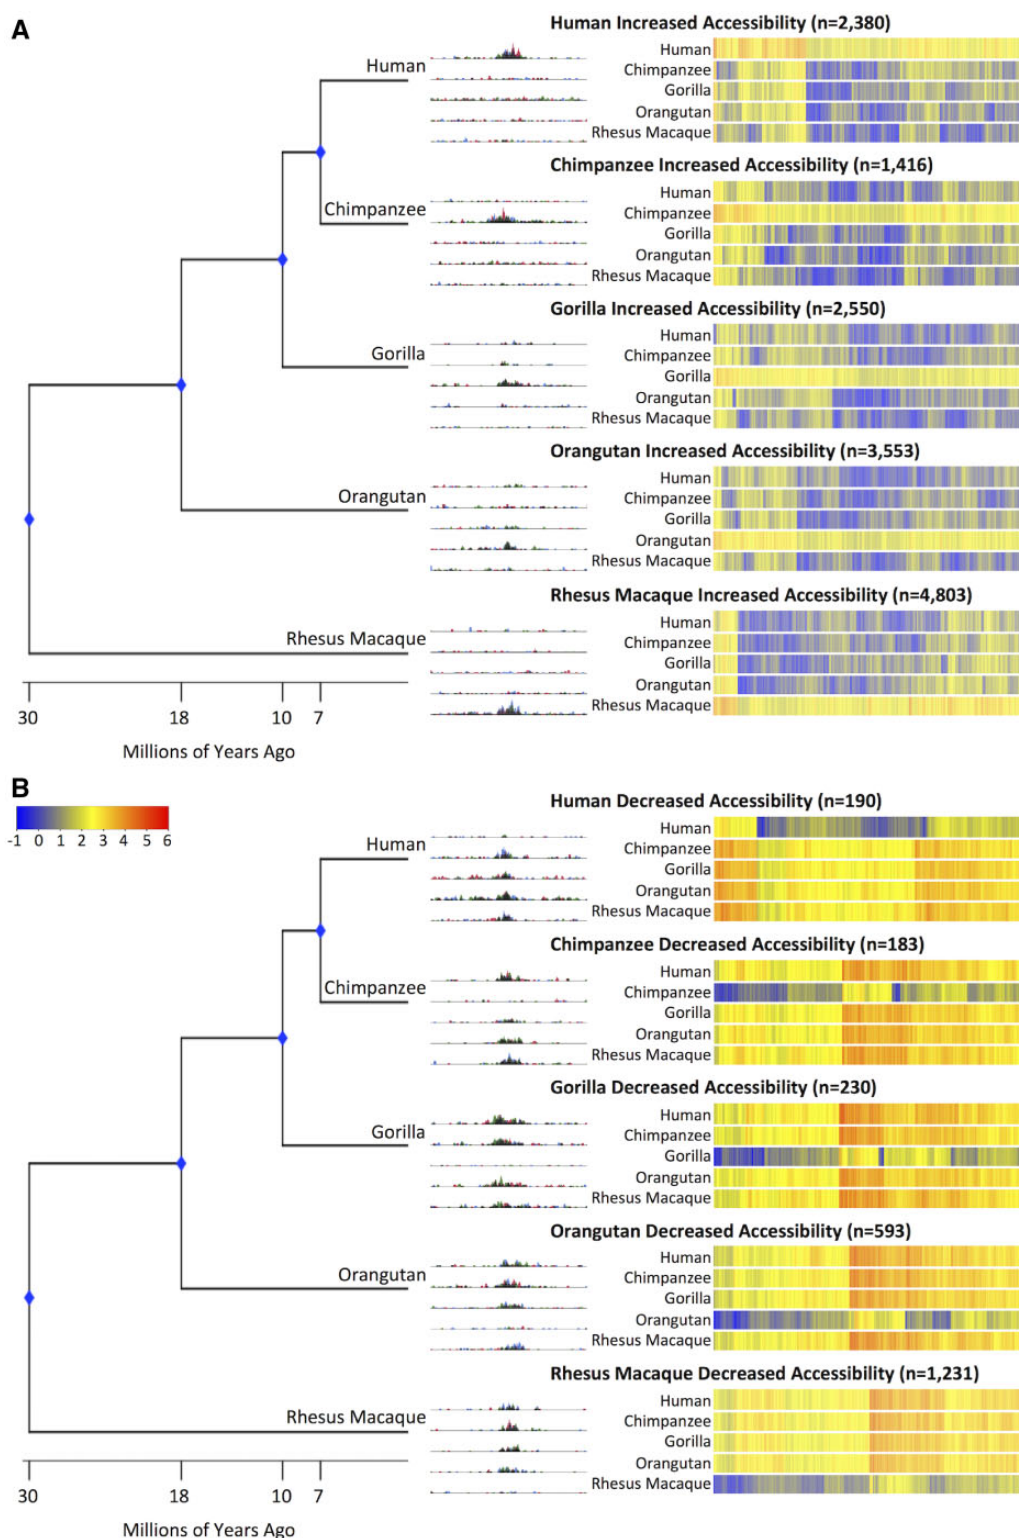 A
Human Increased Accessibility (n=2,380)
Human
Chimpanzee
Gorilla
Orangutan
Rhesus Macaque
Human
Chimpanzee Increased Accessibility (n=1,416)
Human
Chimpanzee
Gorilla
Orangutan
Rhesus Macaque
Chimpanzee
Gorilla Increased Accessibility (n=2,550)
Human
Chimpanzee
Gorilla
Orangutan
Rhesus Macaque
Gorilla
Orangutan Increased Accessibility (n=3,553)
Human
Chimpanzee
Gorilla
Orangutan
Rhesus Macaque
Orangutan
Rhesus Macaque Increased Accessibility (n=4,803)
Human
Chimpanzee
Gorilla
Orangutan
Rhesus Macaque
Rhesus Macaque
30 18 10 7
Millions of Years Ago
B
-1 0 1 2 3 4 5 6
Human Decreased Accessibility (n=190)
Human
Chimpanzee
Gorilla
Orangutan
Rhesus Macaque
Human
Chimpanzee Decreased Accessibility (n=183)
Human
Chimpanzee
Gorilla
Orangutan
Rhesus Macaque
Chimpanzee
Gorilla Decreased Accessibility (n=230)
Human
Chimpanzee
Gorilla
Orangutan
Rhesus Macaque
Gorilla
Orangutan Decreased Accessibility (n=593)
Human
Chimpanzee
Gorilla
Orangutan
Rhesus Macaque
Orangutan
Rhesus Macaque Decreased Accessibility (n=1,231)
Human
Chimpanzee
Gorilla
Orangutan
Rhesus Macaque
Rhesus Macaque
30 18 10 7
Millions of Years Ago